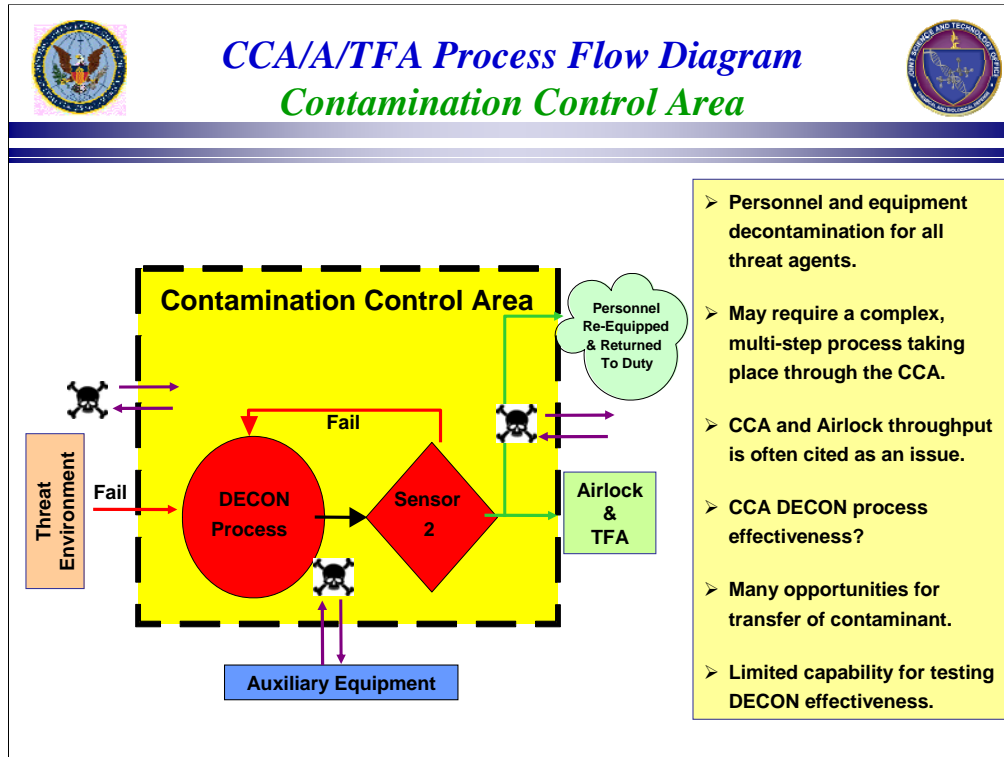 CCA/A/TFA Process Flow Diagram
Contamination Control Area
Contamination Control Area
Personnel
Re-Equipped
& Returned
To Duty
Fail
Threat
Environment
Fail
DECON
Process
Sensor
2
Airlock
&
TFA
Auxiliary Equipment
➢ Personnel and equipment
decontamination for all
threat agents.
➢ May require a complex,
multi-step process taking
place through the CCA.
➢ CCA and Airlock throughput
is often cited as an issue.
➢ CCA DECON process
effectiveness?
➢ Many opportunities for
transfer of contaminant.
➢ Limited capability for testing
DECON effectiveness.